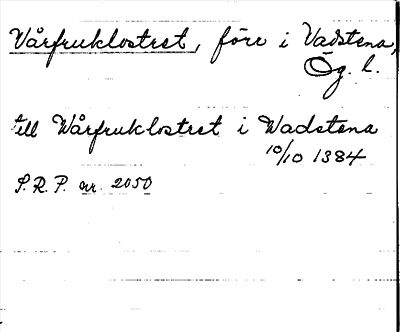 Vårfruklostret, förr i Vadstena,
Ög. l.
till Wårfruklostret i Wadstena
10/10 1384
S.R.P. nr. 2050